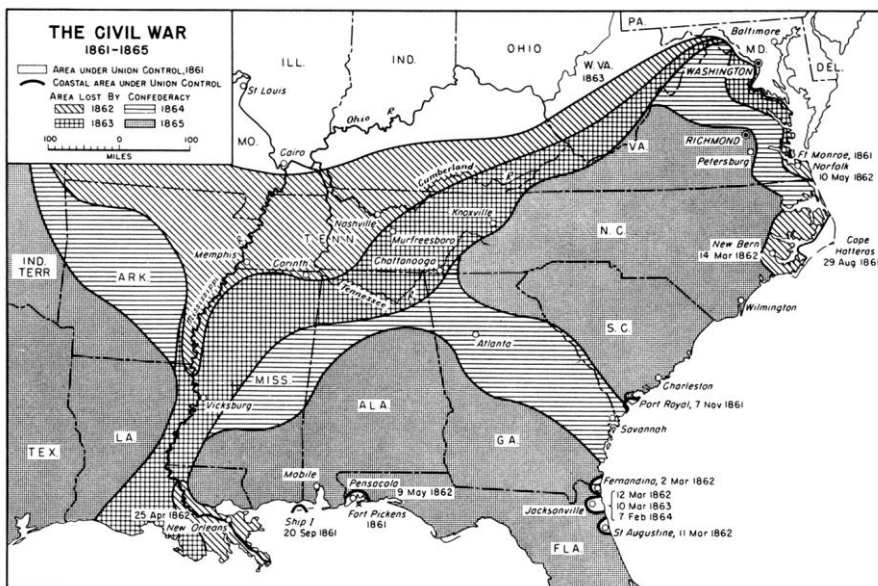 THE CIVIL WAR
1861–1865
AREA UNDER UNION CONTROL, 1861
COASTAL AREA UNDER UNION CONTROL
AREA LOST BY CONFEDERACY
1862
1864
1863
1865
100
0
100
MILES
PA.
Baltimore
MD.
DEL.
ILL.
IND.
OHIO
W. VA.
1863
WASHINGTON
St Louis
Ohio R
MO.
Cairo
VA.
RICHMOND
Petersburg
Ft Monroe, 1861
Norfolk
10 May 1862
Cumberland
R
Nashville
Knoxville
TENN.
Murfreesboro
N.C.
Memphis
Corinth
Chattanooga
New Bern
14 Mar 1862
Cape
Hatteras
29 Aug 1861
IND.
TERR
ARK.
Tennessee
Wilmington
S.C.
Atlanta
MISS.
Charleston
Port Royal, 7 Nov 1861
Vicksburg
ALA.
GA.
Savannah
TEX.
LA.
Mobile
Pensacola
9 May 1862
Fort Pickens
1861
Fernandina, 2 Mar 1862
12 Mar 1862
10 Mar 1863
7 Feb 1864
Jacksonville
25 Apr 1862
New Orleans
Ship I
20 Sep 1861
St Augustine, 11 Mar 1862
FLA.